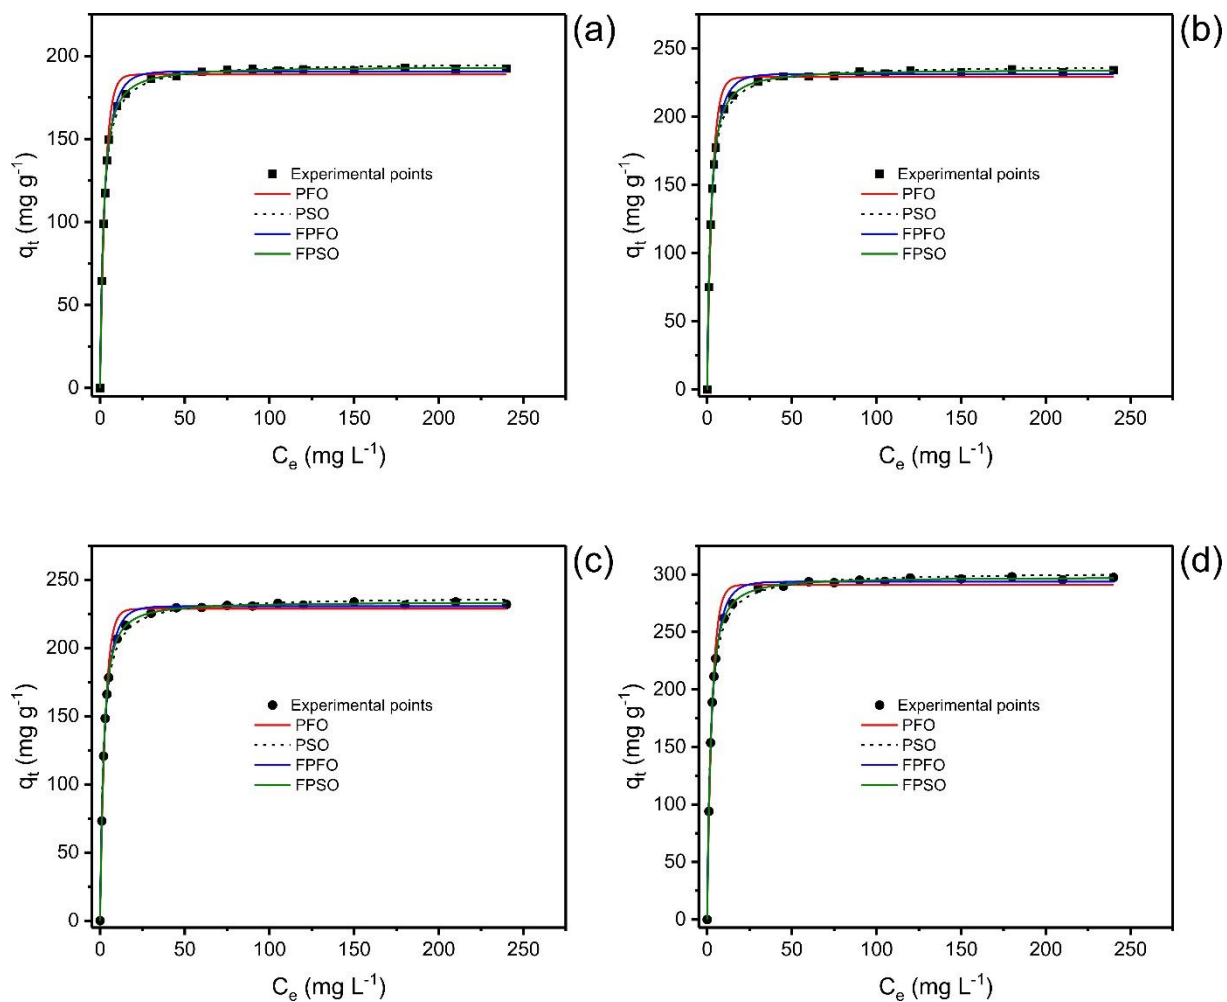 (a)
200
150
100
50
0
q_t (mg g^-1)
Experimental points
PFO
PSO
FPFO
FPSO
0 50 100 150 200 250
C_e (mg L^-1)
(b)
250
200
150
100
50
0
q_t (mg g^-1)
Experimental points
PFO
PSO
FPFO
FPSO
0 50 100 150 200 250
C_e (mg L^-1)
(c)
250
200
150
100
50
0
q_t (mg g^-1)
Experimental points
PFO
PSO
FPFO
FPSO
0 50 100 150 200 250
C_e (mg L^-1)
(d)
300
250
200
150
100
50
0
q_t (mg g^-1)
Experimental points
PFO
PSO
FPFO
FPSO
0 50 100 150 200 250
C_e (mg L^-1)